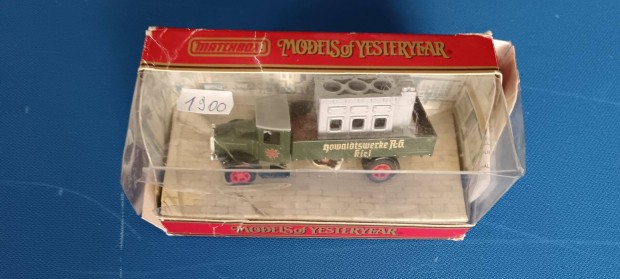 MATCHBOX MODELS of YESTERYEAR
1900
Howaldtswerke A.G.
Kiel
MODELS of YESTERYEAR